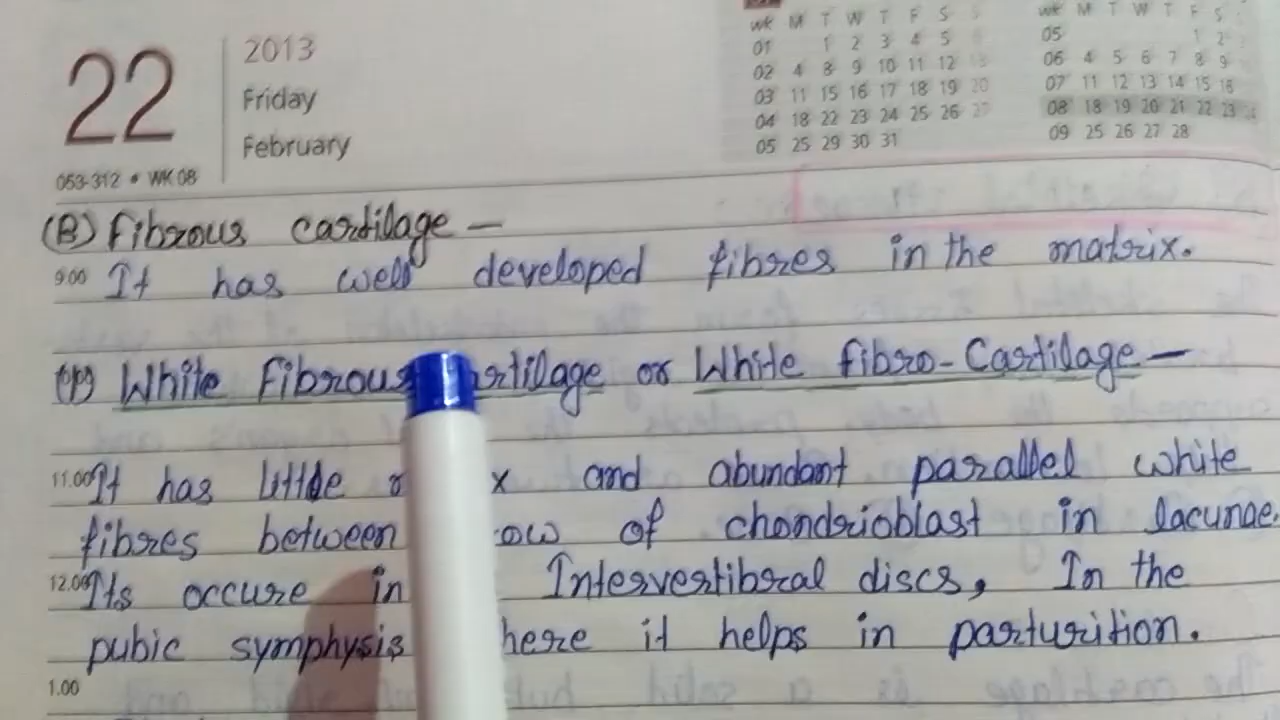 22
2013
Friday
February
053-312 • WK 08
wk M T W T F S S
01 1 2 3 4 5 6
02 4 8 9 10 11 12 13
03 11 15 16 17 18 19 20
04 18 22 23 24 25 26 27
05 25 29 30 31
wk M T W T F S
05 1 2
06 4 5 6 7 8 9
07 11 12 13 14 15 16
08 18 19 20 21 22 23 24
09 25 26 27 28
(B) Fibrous cartilage —
9.00 It has well developed fibres in the matrix.
White Fibrous rtilage or White fibro-Cartilage —
11.00 It has little x and abundant parallel white
fibres between ow of chondrioblast in lacunae.
12.00 Its occure in Intervertibral discs, In the
pubic symphysis here it helps in parturition.
1.00